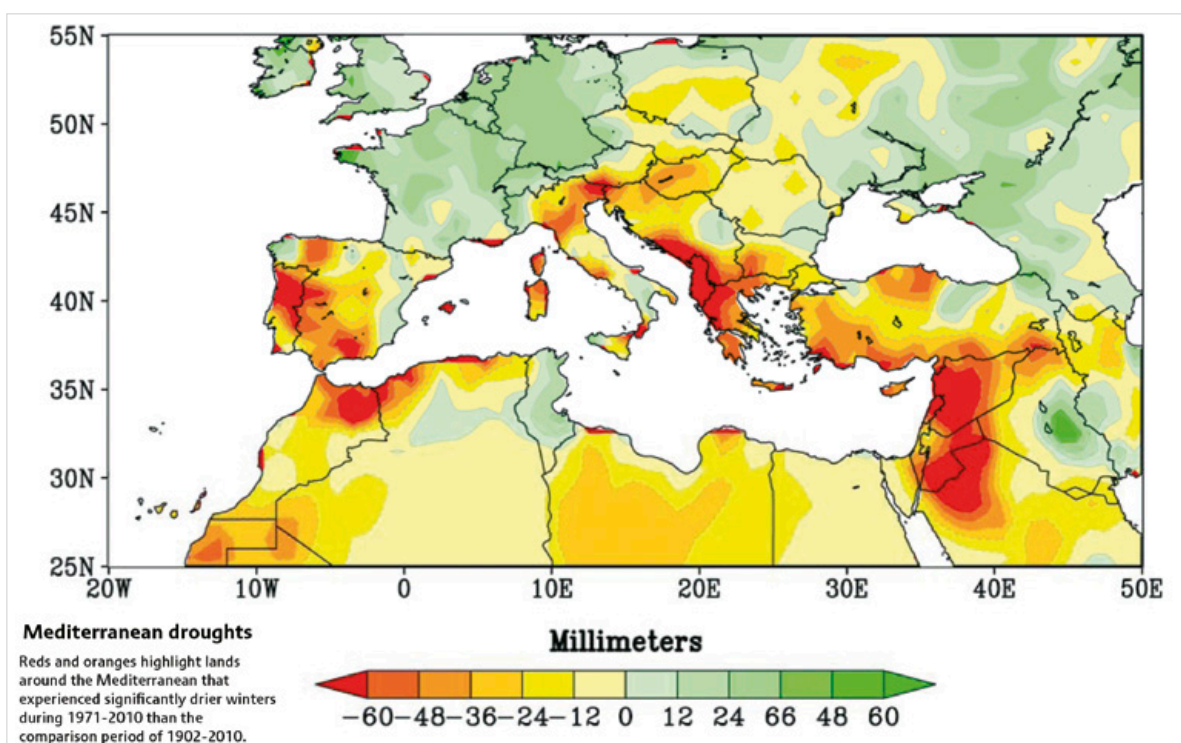 55N
50N
45N
40N
35N
30N
25N
20W 10W 0 10E 20E 30E 40E 50E
Mediterranean droughts
Reds and oranges highlight lands
around the Mediterranean that
experienced significantly drier winters
during 1971-2010 than the
comparison period of 1902-2010.
Millimeters
-60 -48 -36 -24 -12 0 12 24 66 48 60